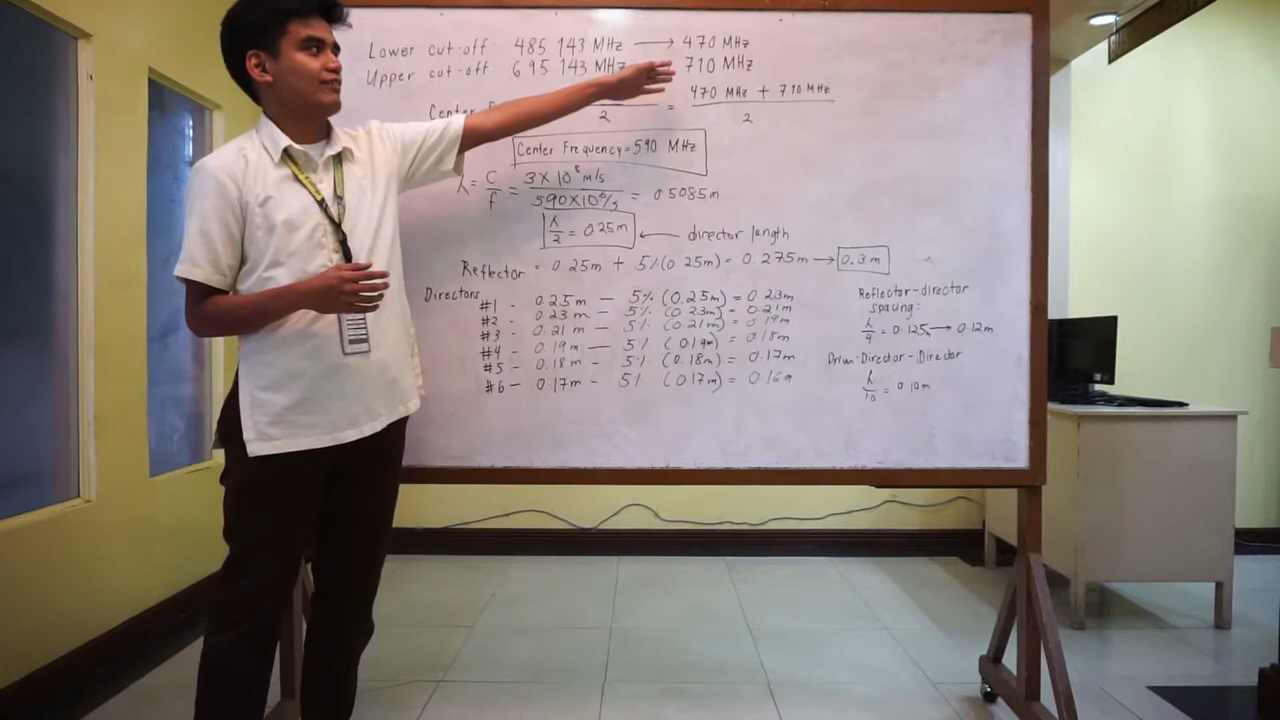 Lower cut-off 485 143 MHz → 470 MHz
Upper cut-off: 695 143 MHz 710 MHz
Center
2 = 470 MHz + 710 MHz
2
Center Frequency = 590 MHz
λ = C/f = 3 X 10⁸ m/s / 590X10⁶/s = 0 5085m
λ/2 = 0.25m ← director length
Reflector = 0 25m + 5%(0 25m) = 0.275m → 0.3 m
Directors
#1 - 0.25m - 5% (0.25m) = 0.23m
#2 - 0.23m - 5% (0 23m) = 0.21m
#3 - 0.21m - 5% (0.21m) = 0 19m
#4 - 0.19m - 5% (0 19m) = 0.18m
#5 - 0.18m - 5% (0.18m) = 0.17m
#6 - 0.17m - 5% (0 17m) = 0.16m
Reflector-director
spacing:
λ/4 = 0.125m → 0.12m
Driven-Director-Director
λ/10 = 0.10m